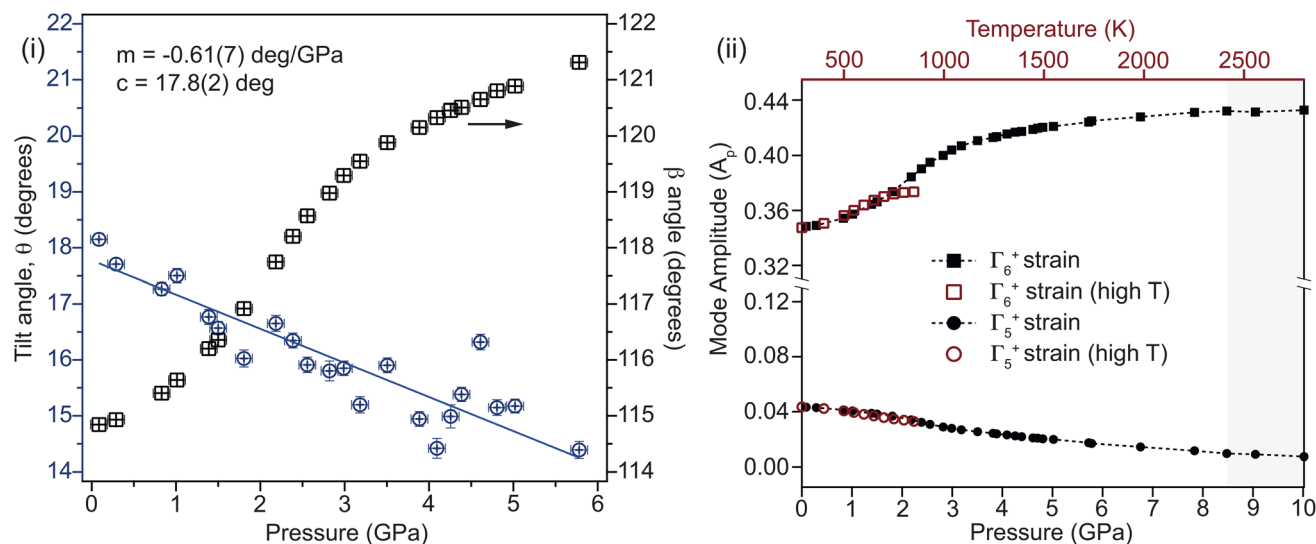 (i)
m = -0.61(7) deg/GPa
c = 17.8(2) deg
Tilt angle, θ (degrees)
22
21
20
19
18
17
16
15
14
122
121
120
119
118
117
116
115
114
β angle (degrees)
0 1 2 3 4 5 6
Pressure (GPa)
(ii)
Temperature (K)
500 1000 1500 2000 2500
Mode Amplitude (Aₚ)
0.44
0.40
0.36
0.32
0.12
0.08
0.04
0.00
Γ₆⁺ strain
Γ₆⁺ strain (high T)
Γ₅⁺ strain
Γ₅⁺ strain (high T)
0 1 2 3 4 5 6 7 8 9 10
Pressure (GPa)